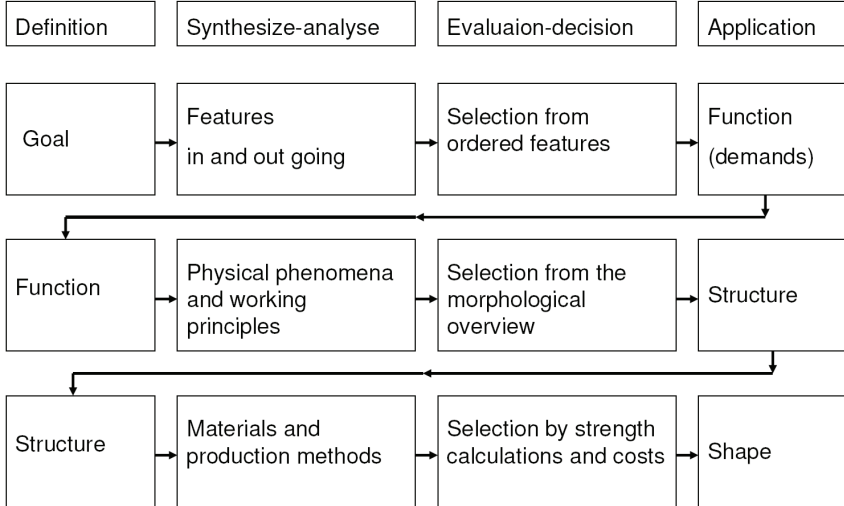 Definition
Synthesize-analyse
Evaluaion-decision
Application
Goal
Features
in and out going
Selection from
ordered features
Function
(demands)
Function
Physical phenomena
and working
principles
Selection from the
morphological
overview
Structure
Structure
Materials and
production methods
Selection by strength
calculations and costs
Shape